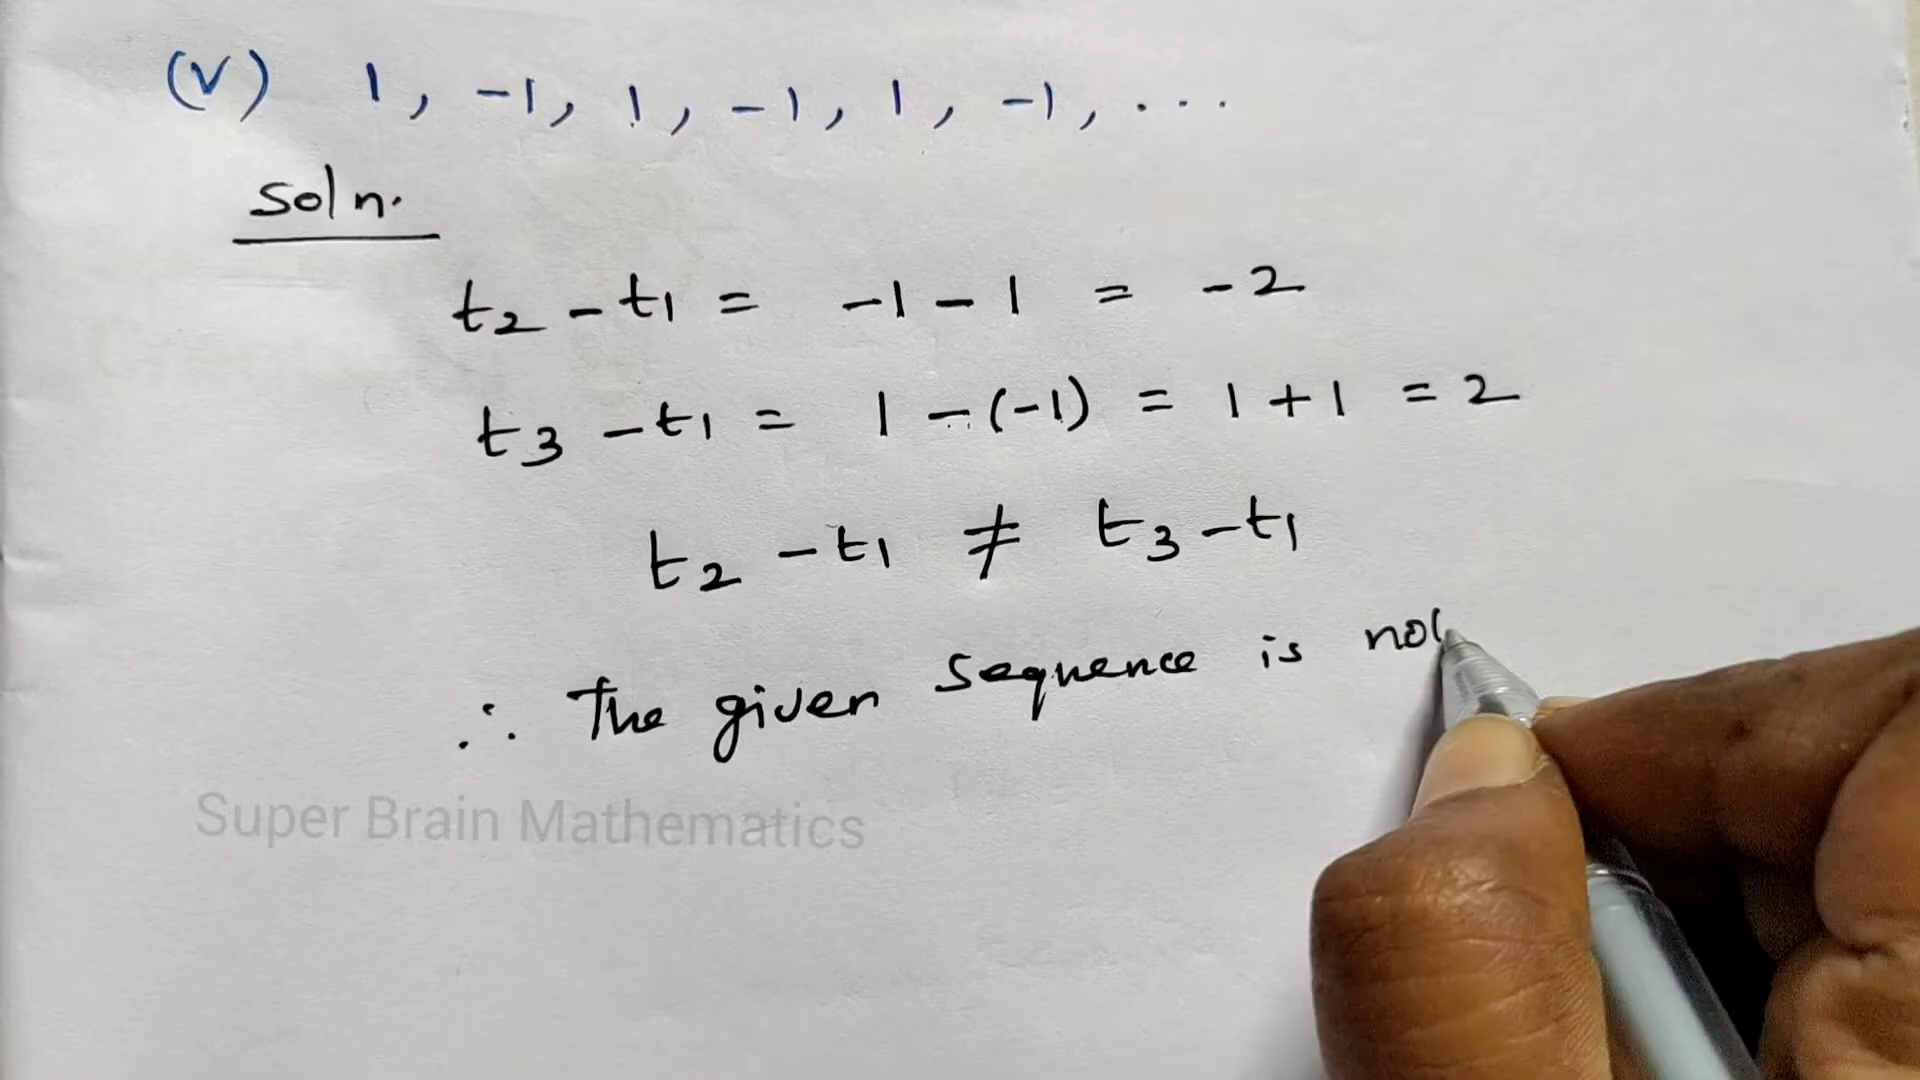 (V) 1, -1, 1, -1, 1, -1, ...
Soln.
t2 - t1 = -1 - 1 = -2
t3 - t1 = 1 - (-1) = 1 + 1 = 2
t2 - t1 ≠ t3 - t1
∴ The given sequence is not
Super Brain Mathematics